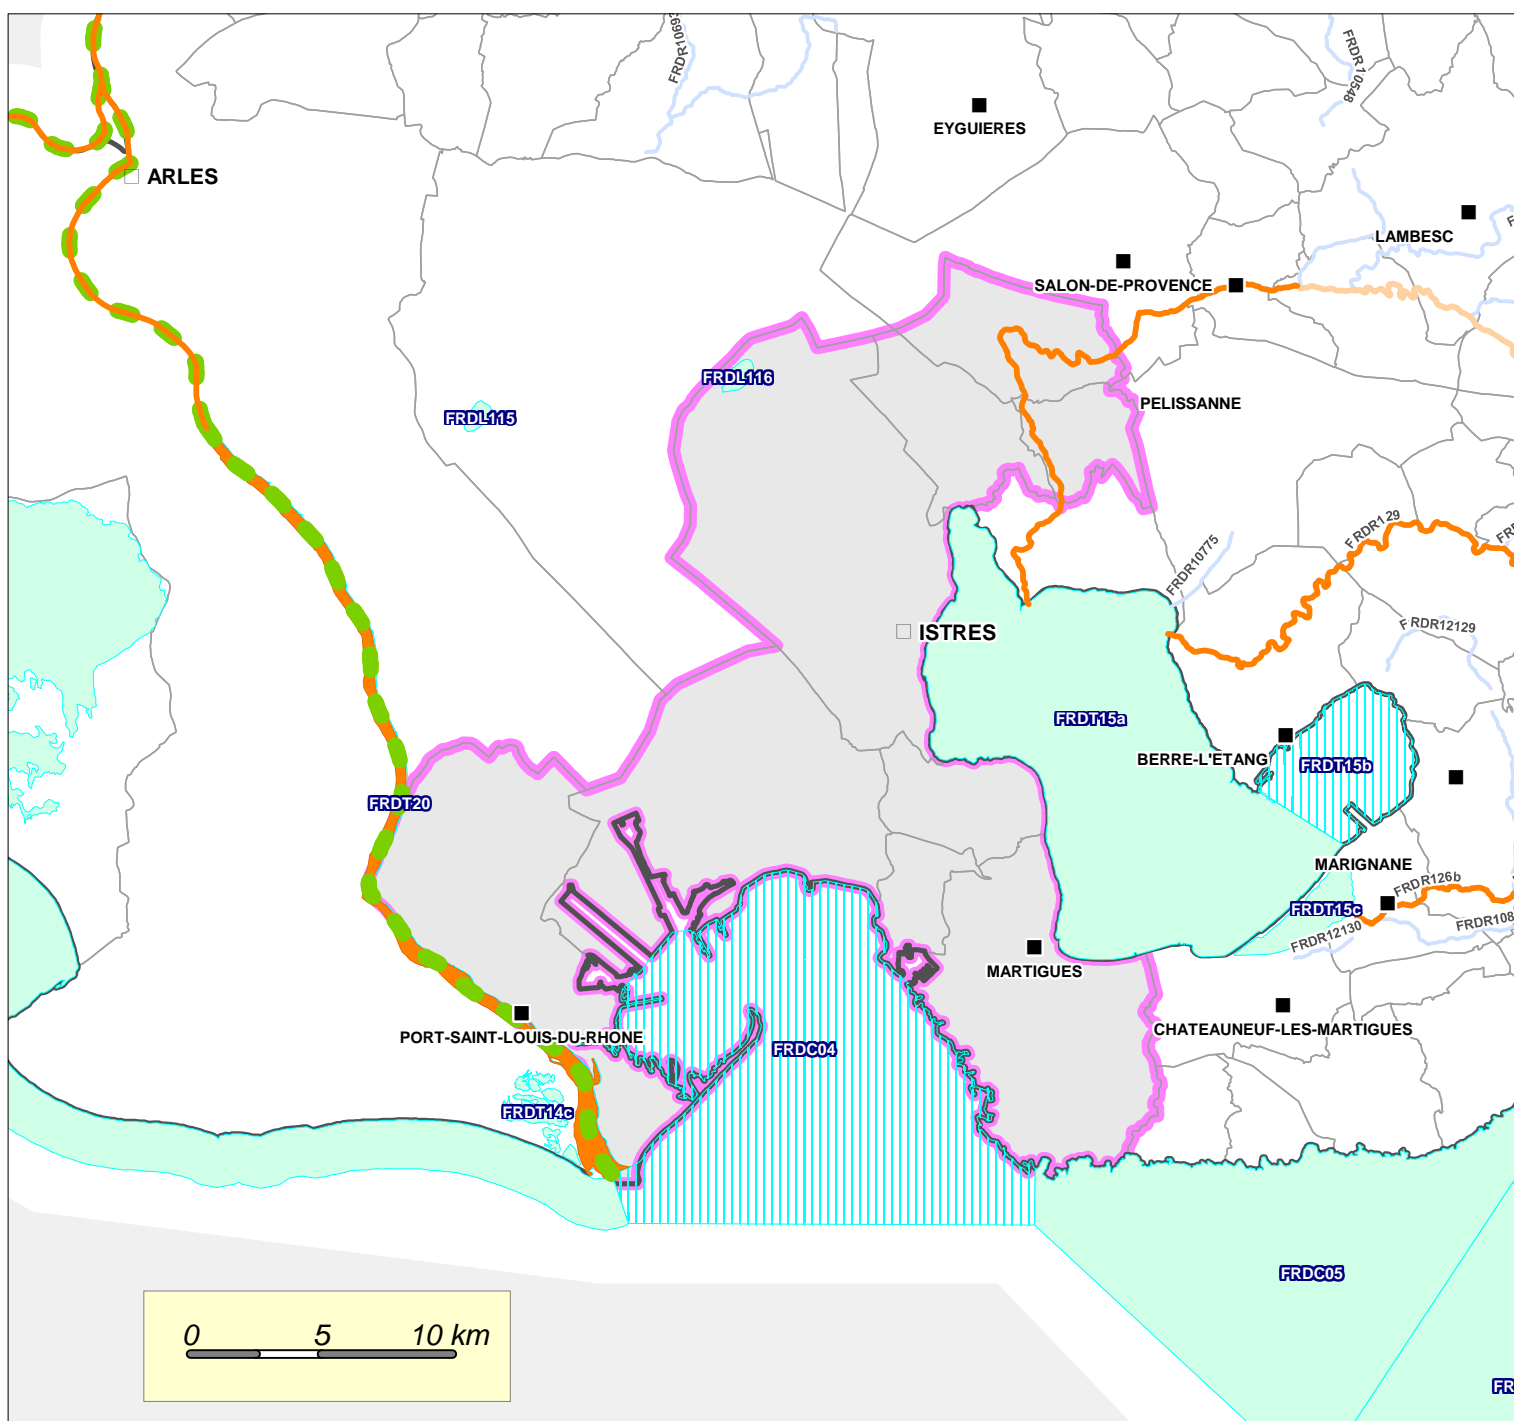 FRDR10693
FRDR10548
EYGUIERES
ARLES
LAMBESC
SALON-DE-PROVENCE
FRDL116
PELISSANNE
FRDL115
FRDR129
FRDR10775
FRDR12129
ISTRES
FRDT15a
BERRE-L'ETANG
FRDT15b
FRDT20
MARIGNANE
FRDR126b
FRDT15c
FRDR108
FRDR12130
MARTIGUES
CHATEAUNEUF-LES-MARTIGUES
PORT-SAINT-LOUIS-DU-RHONE
FRDC04
FRDT14c
FRDC05
0 5 10 km
FR